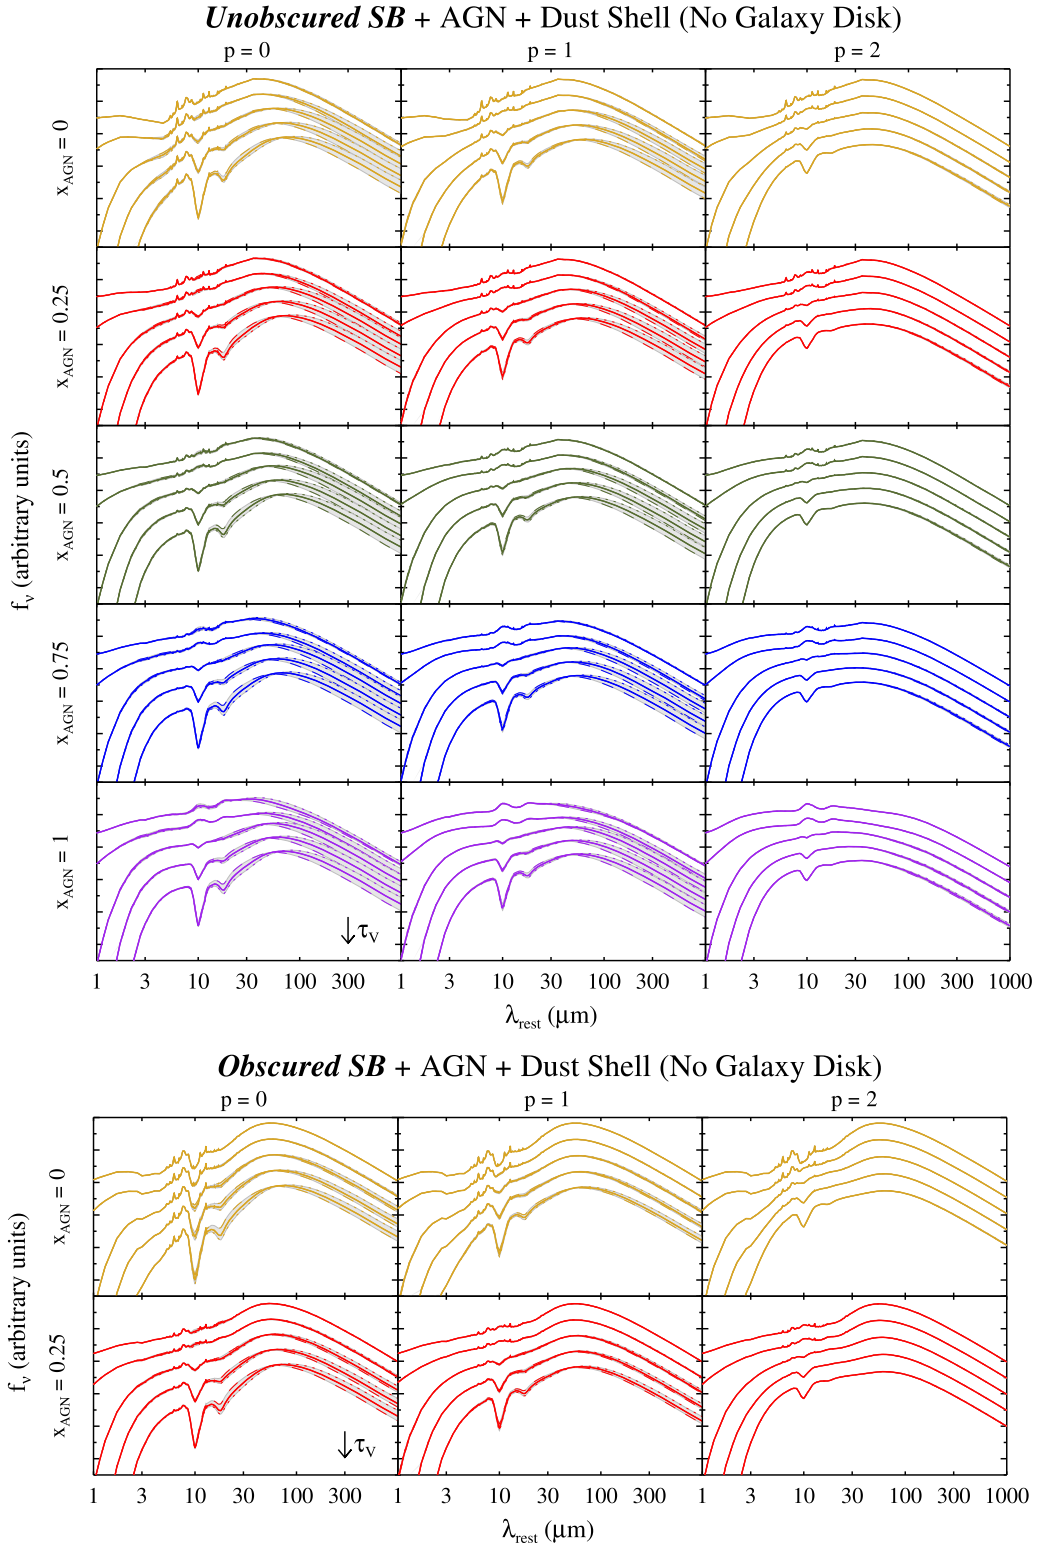 Unobscured SB + AGN + Dust Shell (No Galaxy Disk)
p = 0 p = 1 p = 2
x_AGN = 0
x_AGN = 0.25
x_AGN = 0.5
x_AGN = 0.75
x_AGN = 1
f_ν (arbitrary units)
↓ τ_V
1 3 10 30 100 300 1 3 10 30 100 300 1 3 10 30 100 300 1000
λ_rest (μm)
Obscured SB + AGN + Dust Shell (No Galaxy Disk)
p = 0 p = 1 p = 2
x_AGN = 0
x_AGN = 0.25
f_ν (arbitrary units)
↓ τ_V
1 3 10 30 100 300 1 3 10 30 100 300 1 3 10 30 100 300 1000
λ_rest (μm)